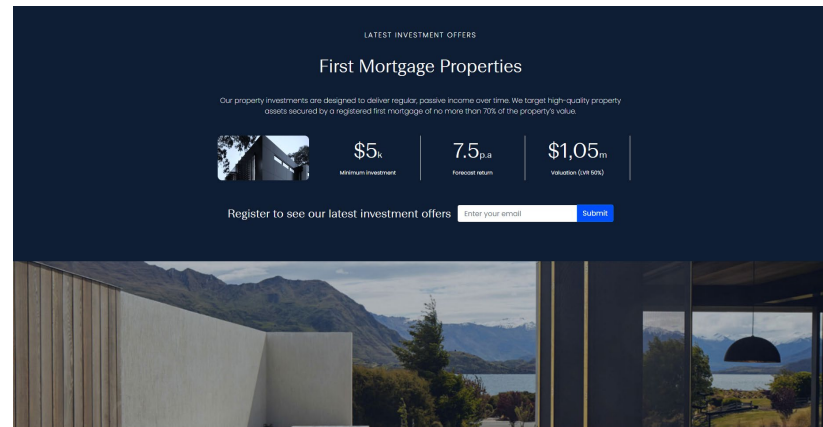 LATEST INVESTMENT OFFERS
First Mortgage Properties
Our property investments are designed to deliver regular, passive income over time. We target high-quality property
assets secured by a registered first mortgage of no more than 70% of the property's value.
$5k
Minimum investment
7.5p.a
Forecast return
$1,05m
Valuation (LVR 50%)
Register to see our latest investment offers
Enter your email
Submit